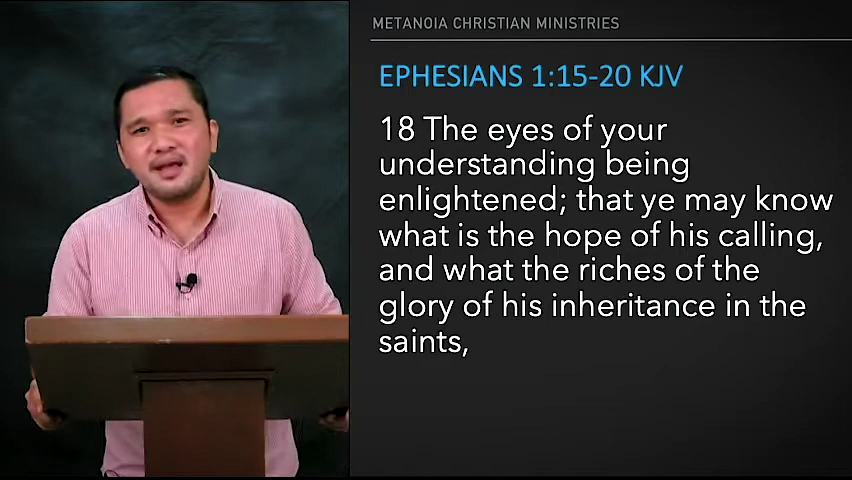 METANOIA CHRISTIAN MINISTRIES
EPHESIANS 1:15-20 KJV
18 The eyes of your
understanding being
enlightened; that ye may know
what is the hope of his calling,
and what the riches of the
glory of his inheritance in the
saints,